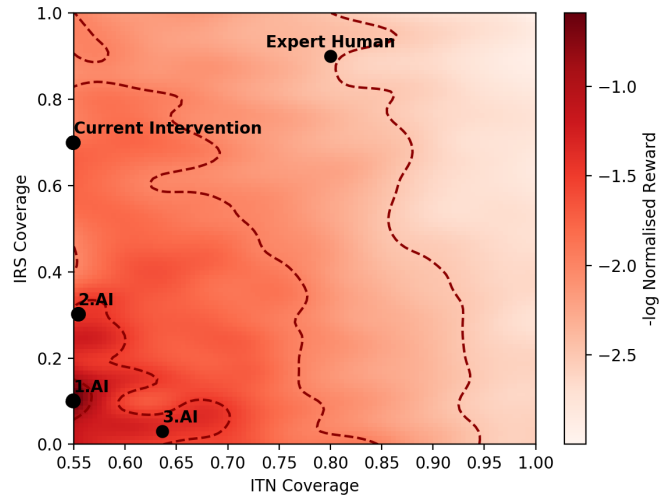 1.0
0.8
0.6
0.4
0.2
0.0
IRS Coverage
Expert Human
Current Intervention
2.AI
1.AI
3.AI
0.55 0.60 0.65 0.70 0.75 0.80 0.85 0.90 0.95 1.00
ITN Coverage
−1.0
−1.5
−2.0
−2.5
-log Normalised Reward